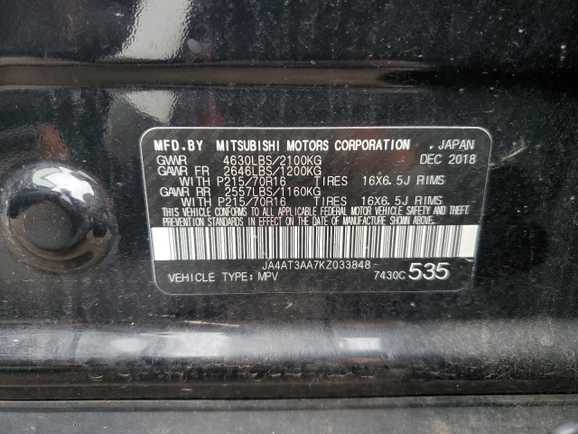 MFD.BY MITSUBISHI MOTORS CORPORATION , JAPAN
GVWR 4630LBS/2100KG DEC 2018
GAWR FR 2646LBS/1200KG
WITH P215/70R16 TIRES 16X6.5J RIMS
GAWR RR 2557LBS/1160KG
WITH P215/70R16 TIRES 16X6.5J RIMS
THIS VEHICLE CONFORMS TO ALL APPLICABLE FEDERAL MOTOR VEHICLE SAFETY AND THEFT
PREVENTION STANDARDS IN EFFECT ON THE DATE OF MANUFACTURE SHOWN ABOVE.
JA4AT3AA7KZ033848
VEHICLE TYPE: MPV 7430C 535